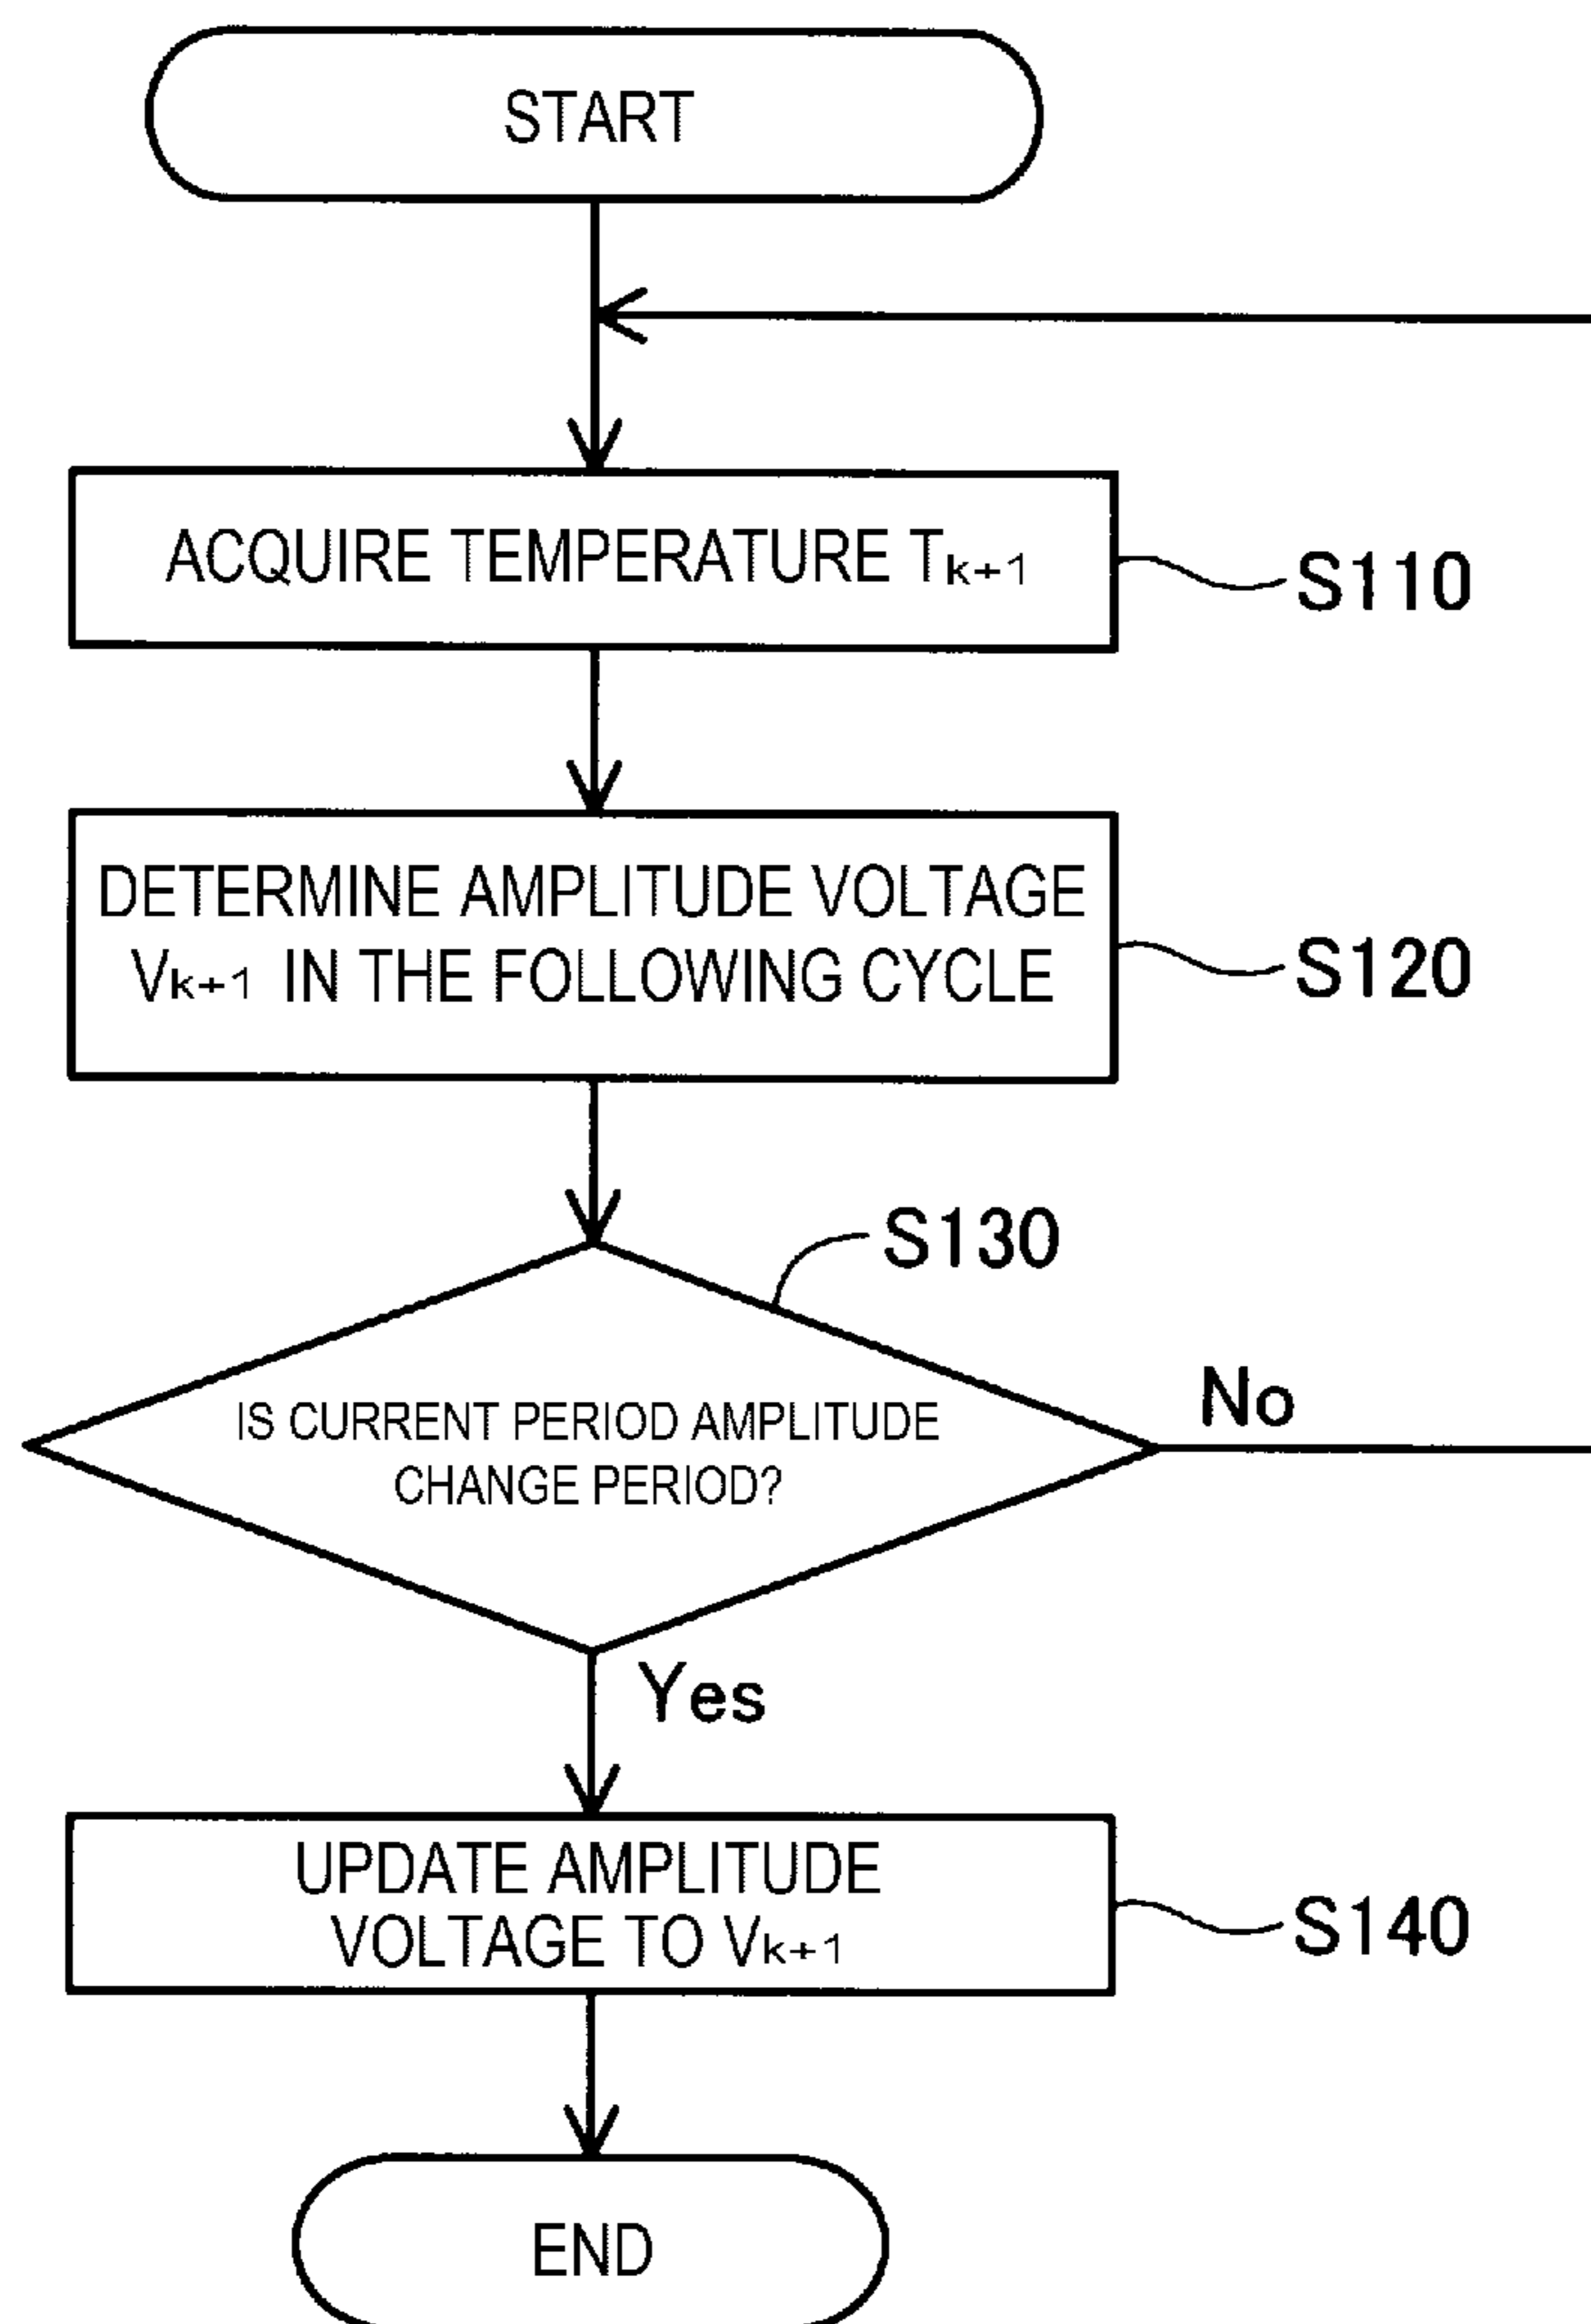 START
ACQUIRE TEMPERATURE Tk+1
S110
DETERMINE AMPLITUDE VOLTAGE
Vk+1 IN THE FOLLOWING CYCLE
S120
S130
IS CURRENT PERIOD AMPLITUDE
CHANGE PERIOD?
No
Yes
UPDATE AMPLITUDE
VOLTAGE TO Vk+1
S140
END